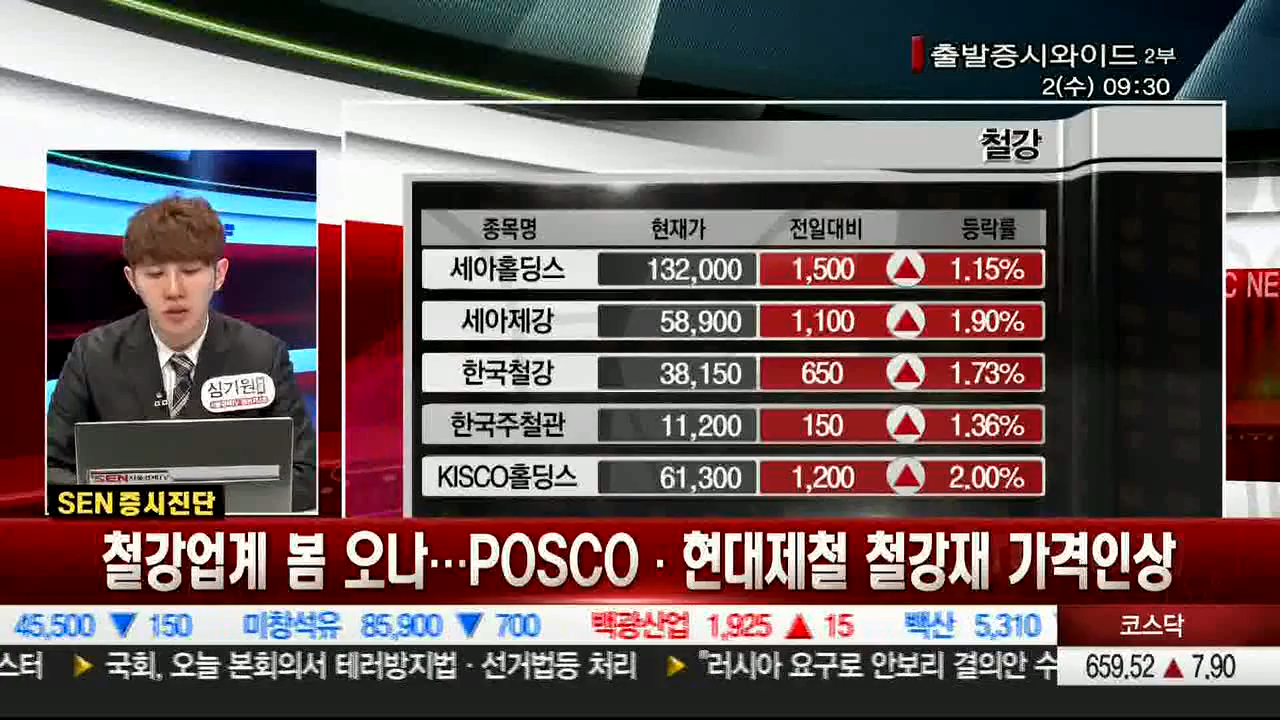 출발증시와이드 2부
2(수) 09:30
철강
종목명 현재가 전일대비 등락률
세아홀딩스 132,000 1,500 ▲ 1.15%
세아제강 58,900 1,100 ▲ 1.90%
한국철강 38,150 650 ▲ 1.73%
한국주철관 11,200 150 ▲ 1.36%
KISCO홀딩스 61,300 1,200 ▲ 2.00%
C NE
심기원
SEN
SEN 증시진단
철강업계 봄 오나…POSCO·현대제철 철강재 가격인상
45,500 ▼ 150 미창석유 85,900 ▼ 700 백광산업 1,925 ▲ 15 백산 5,310
코스닥
스터 ▶ 국회, 오늘 본회의서 테러방지법·선거법등 처리 ▶ "러시아 요구로 안보리 결의안 수
659.52 ▲ 7.90